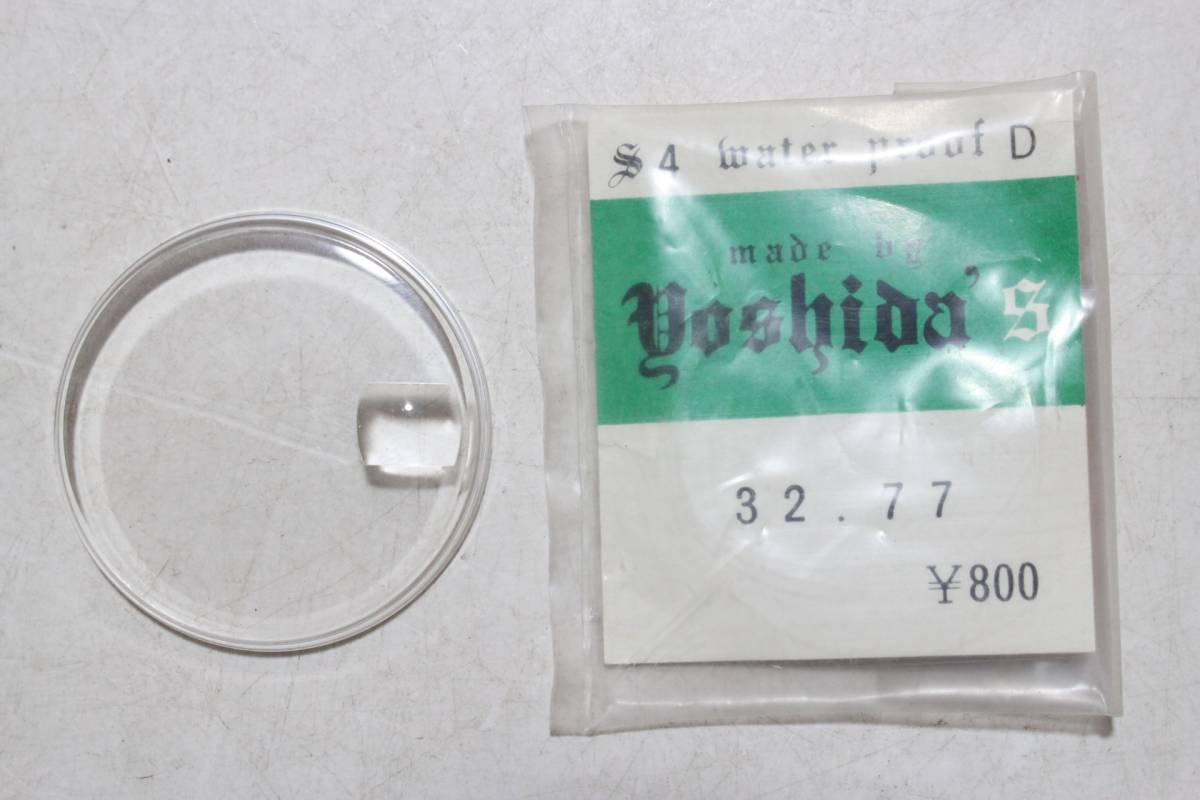 S4 water proof D
made by
Yoshida's
32.77
¥800